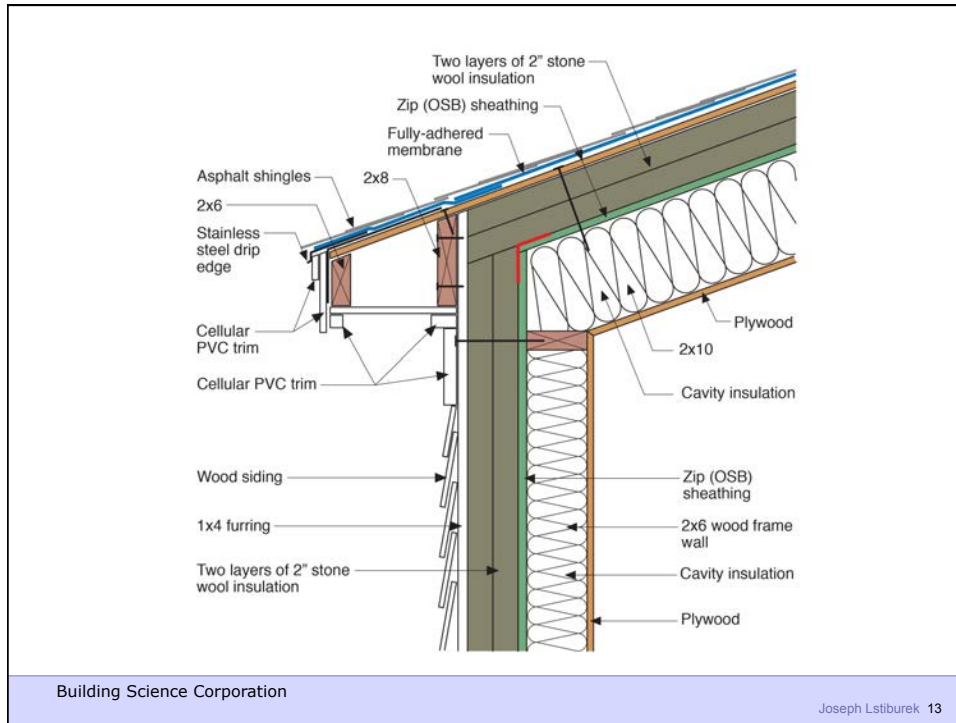 Two layers of 2” stone
wool insulation
Zip (OSB) sheathing
Fully-adhered
membrane
Asphalt shingles
2x8
2x6
Stainless
steel drip
edge
Cellular
PVC trim
Cellular PVC trim
Plywood
2x10
Cavity insulation
Wood siding
Zip (OSB)
sheathing
1x4 furring
2x6 wood frame
wall
Two layers of 2” stone
wool insulation
Cavity insulation
Plywood
Building Science Corporation
Joseph Lstiburek 13